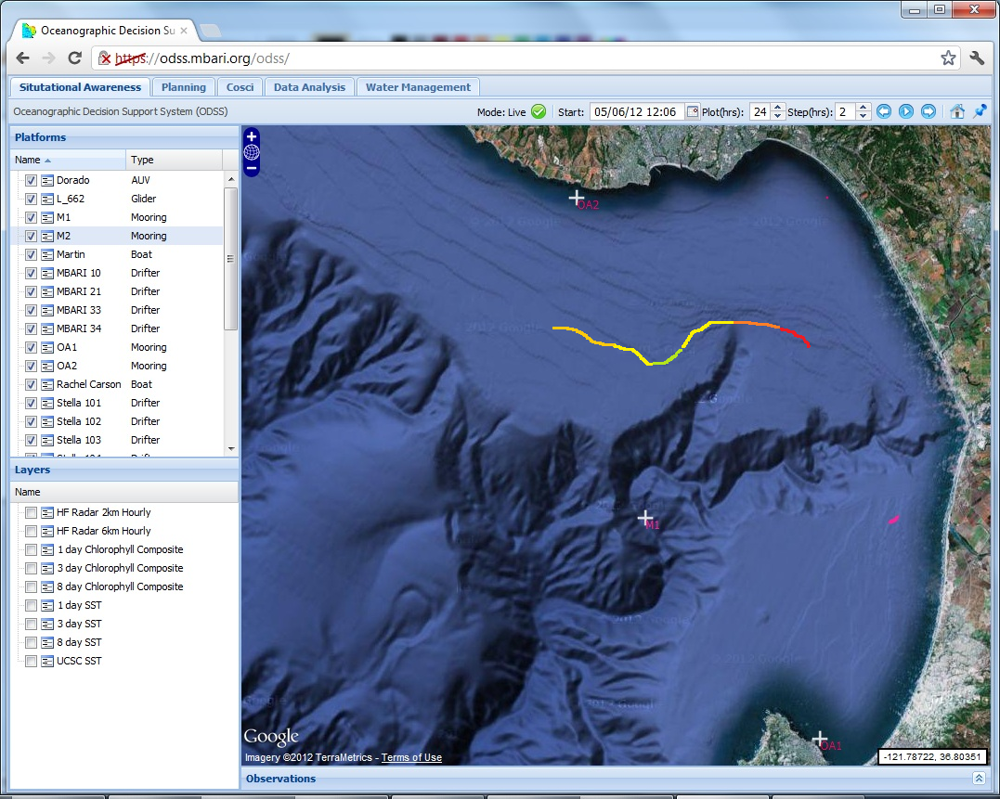 Oceanographic Decision Su
https://odss.mbari.org/odss/
Situtational Awareness
Planning
Cosci
Data Analysis
Water Management
Oceanographic Decision Support System (ODSS)
Mode: Live
Start:
05/06/12 12:06
Plot(hrs):
24
Step(hrs):
2
Platforms
Name
Type
Dorado AUV
L_662 Glider
M1 Mooring
M2 Mooring
Martin Boat
MBARI 10 Drifter
MBARI 21 Drifter
MBARI 33 Drifter
MBARI 34 Drifter
OA1 Mooring
OA2 Mooring
Rachel Carson Boat
Stella 101 Drifter
Stella 102 Drifter
Stella 103 Drifter
Layers
Name
HF Radar 2km Hourly
HF Radar 6km Hourly
1 day Chlorophyll Composite
3 day Chlorophyll Composite
8 day Chlorophyll Composite
1 day SST
3 day SST
8 day SST
UCSC SST
OA2
© 2012 Google
M1
OA1
Google
Imagery ©2012 TerraMetrics - Terms of Use
-121.78722, 36.80351
Observations